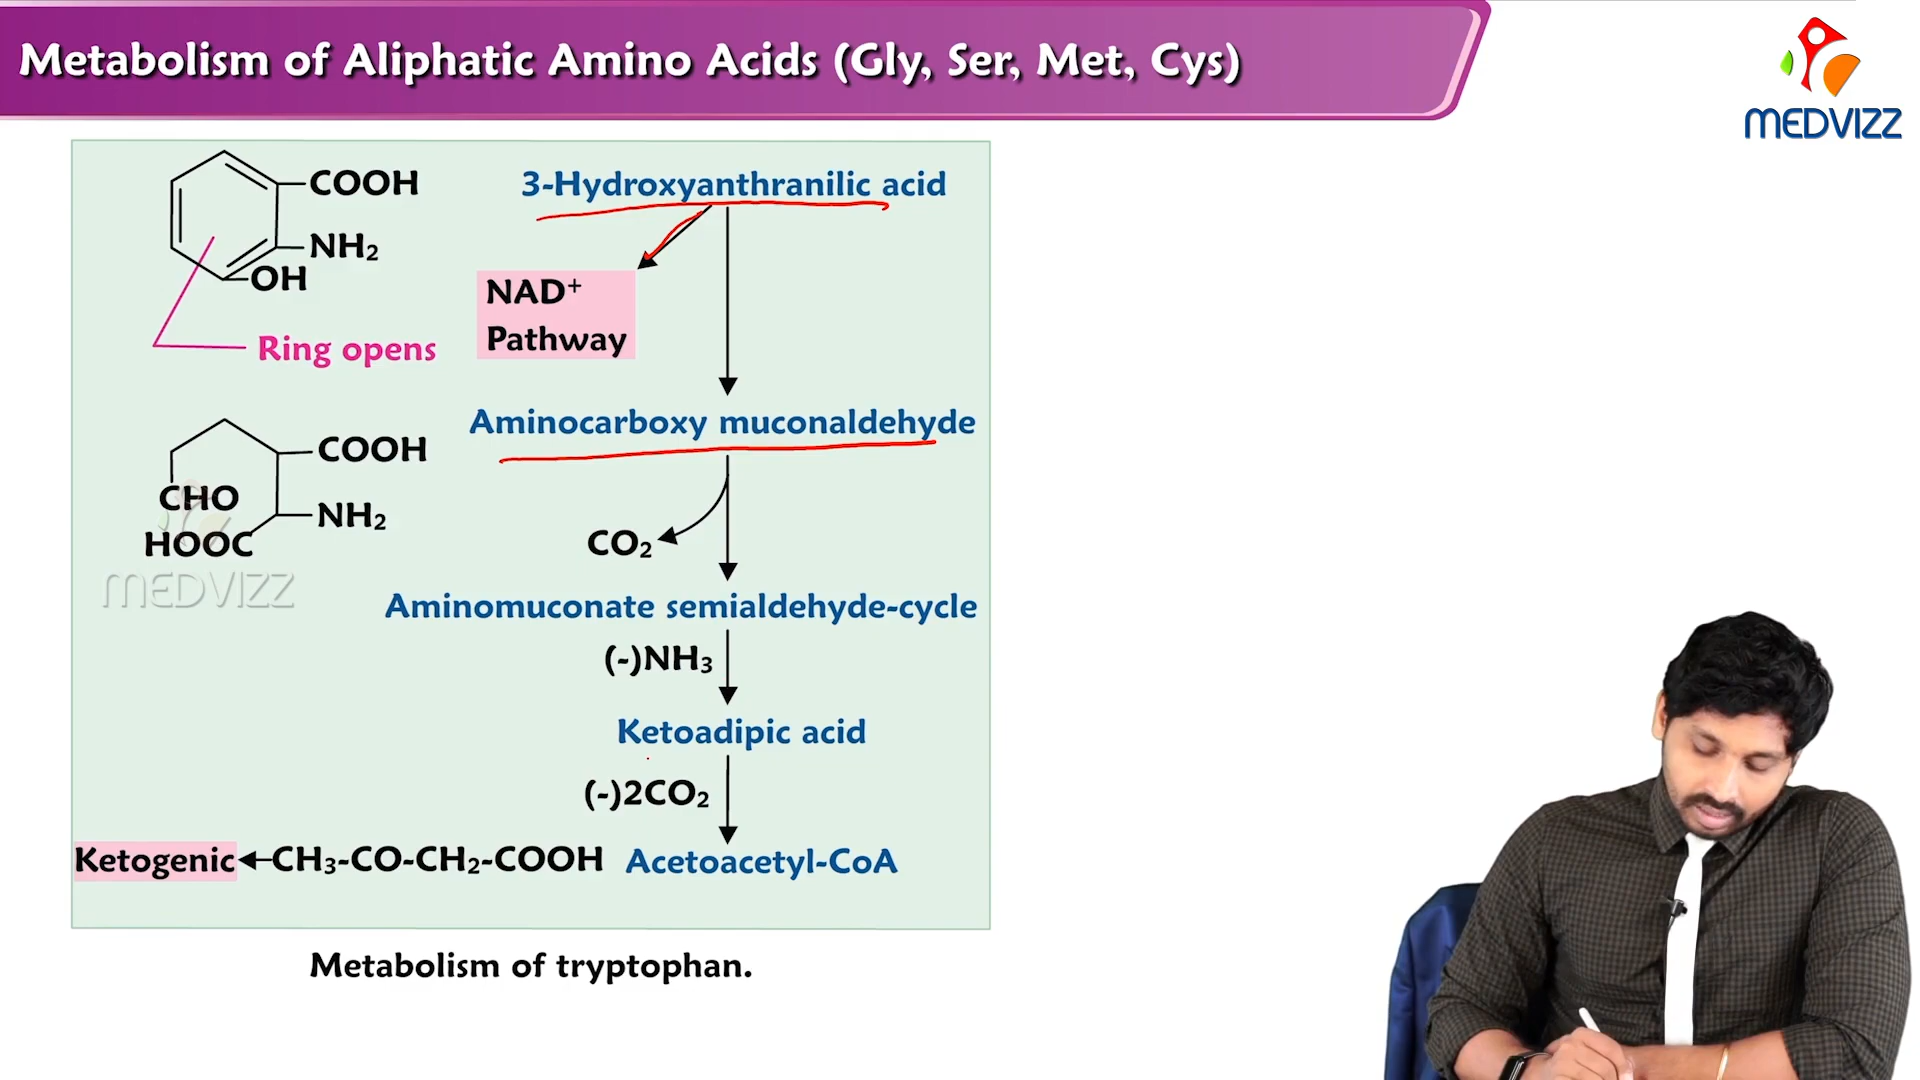 Metabolism of Aliphatic Amino Acids (Gly, Ser, Met, Cys)
MEDVIZZ
COOH
NH₂
OH
Ring opens
3-Hydroxyanthranilic acid
NAD⁺
Pathway
Aminocarboxy muconaldehyde
COOH
CHO
NH₂
HOOC
MEDVIZZ
CO₂
Aminomuconate semialdehyde-cycle
(-)NH₃
Ketoadipic acid
(-)2CO₂
Ketogenic CH₃-CO-CH₂-COOH Acetoacetyl-CoA
Metabolism of tryptophan.